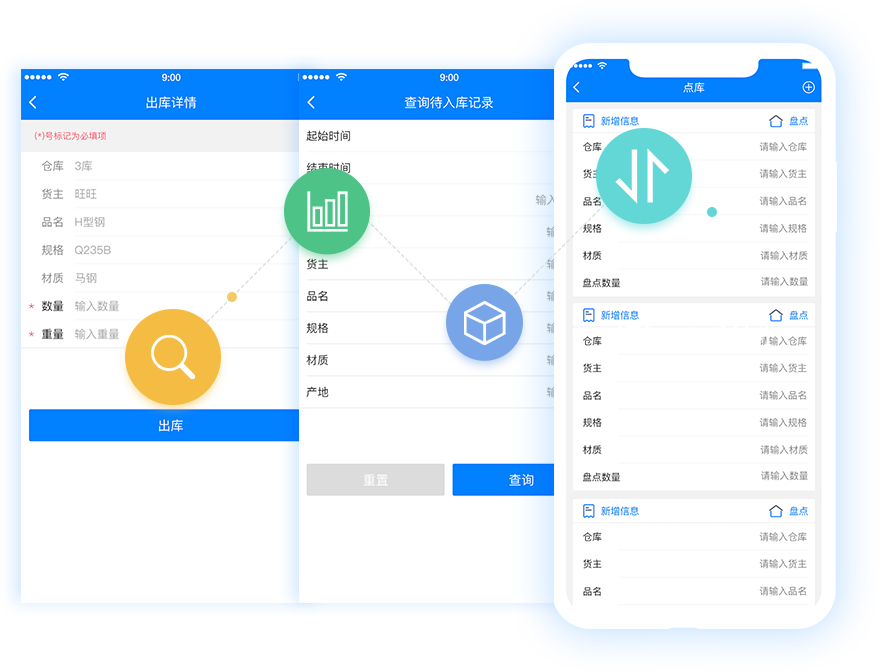 9:00
出库详情
(*)号标记为必填项
仓库 3库
货主 旺旺
品名 H型钢
规格 Q235B
材质 马钢
* 数量 输入数量
* 重量 输入重量
出库
9:00
查询待入库记录
起始时间
结束时间
输入
输
货主 输
品名 输
规格 输
材质 输
产地 输
重置 查询
点库
新增信息 盘点
仓库 请输入仓库
货主 请输入货主
品名 请输入品名
规格 请输入规格
材质 请输入材质
盘点数量 请输入数量
新增信息 盘点
仓库 请输入仓库
货主 请输入货主
品名 请输入品名
规格 请输入规格
材质 请输入材质
盘点数量 请输入数量
新增信息 盘点
仓库 请输入仓库
货主 请输入货主
品名 请输入品名